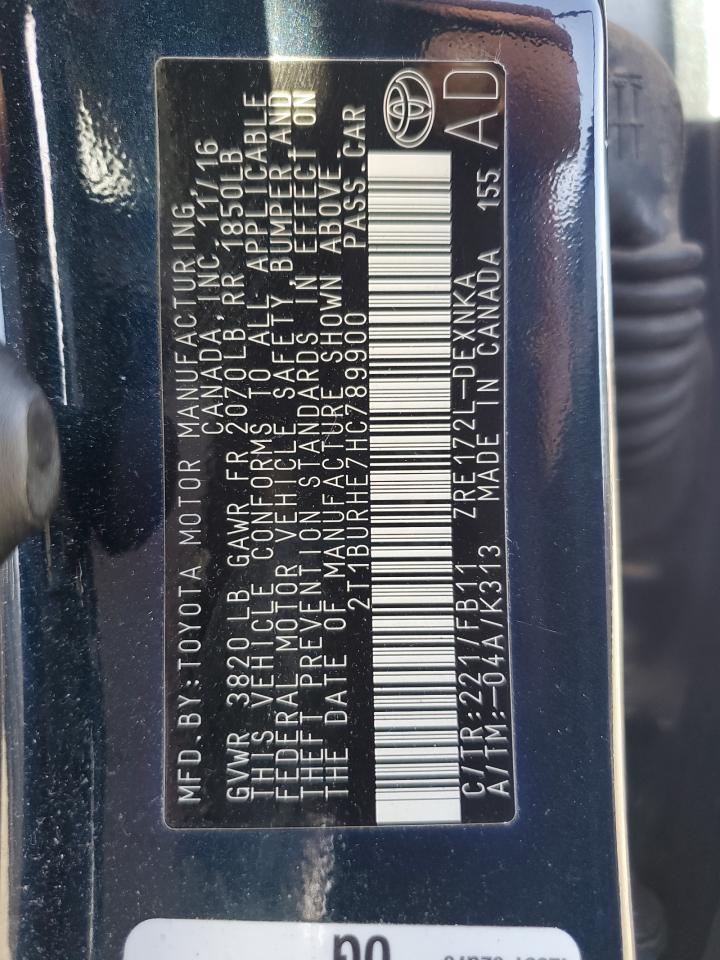 MFD.BY:TOYOTA MOTOR MANUFACTURING,
CANADA,INC.11/16
GVWR 3820 LB GAWR FR 2070LB,RR 1850LB
THIS VEHICLE CONFORMS TO ALL APPLICABLE
FEDERAL MOTOR VEHICLE SAFETY, BUMPER,AND
THEFT PREVENTION STANDARDS IN EFFECT ON
THE DATE OF MANUFACTURE SHOWN ABOVE.
2T1BURHE7HC789900 PASS.CAR
C/TR:221/FB11 ZRE172L-DEXNKA
A/TM:-04A/K313 MADE IN CANADA 155
AD